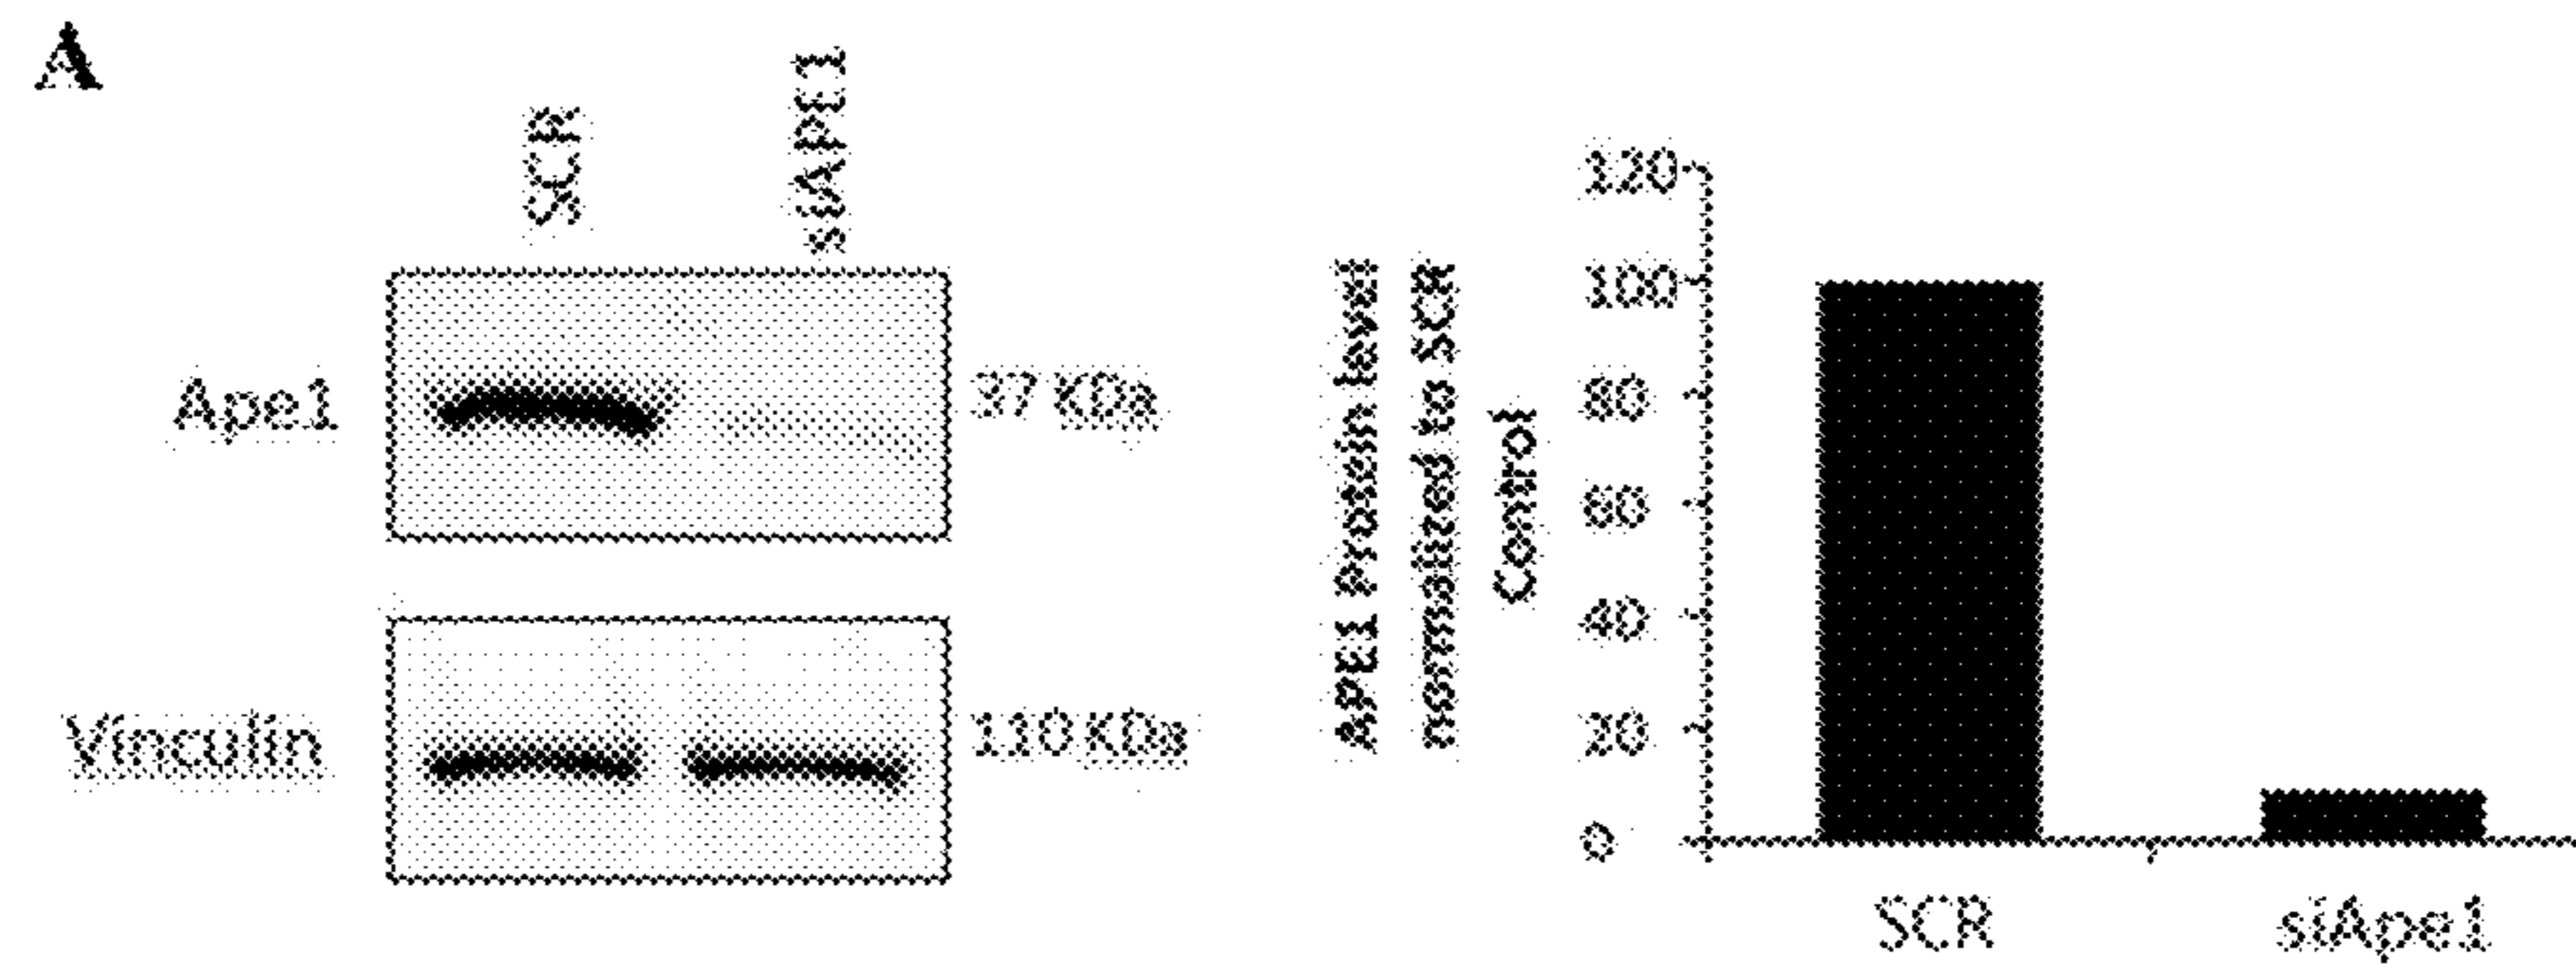 A
SCR
siAPE1
Ape1
37 KDa
Vinculin
110 KDa
APE1 Protein level
normalized to SCR
Control
120
100
80
60
40
20
0
SCR
siApe1